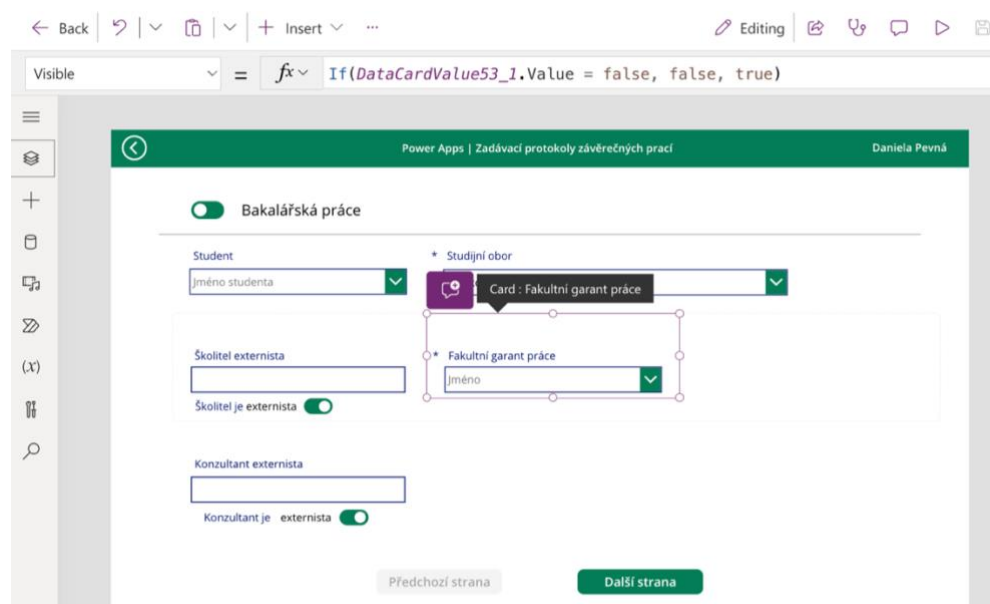 Back Insert ... Editing
Visible = fx If(DataCardValue53_1.Value = false, false, true)
Power Apps | Zadávací protokoly závěrečných prací Daniela Pevná
Bakalářská práce
Student * Studijní obor
Jméno studenta
Card : Fakultní garant práce
Školitel externista * Fakultní garant práce
Jméno
Školitel je externista
(x)
Konzultant externista
Konzultant je externista
Předchozí strana Další strana